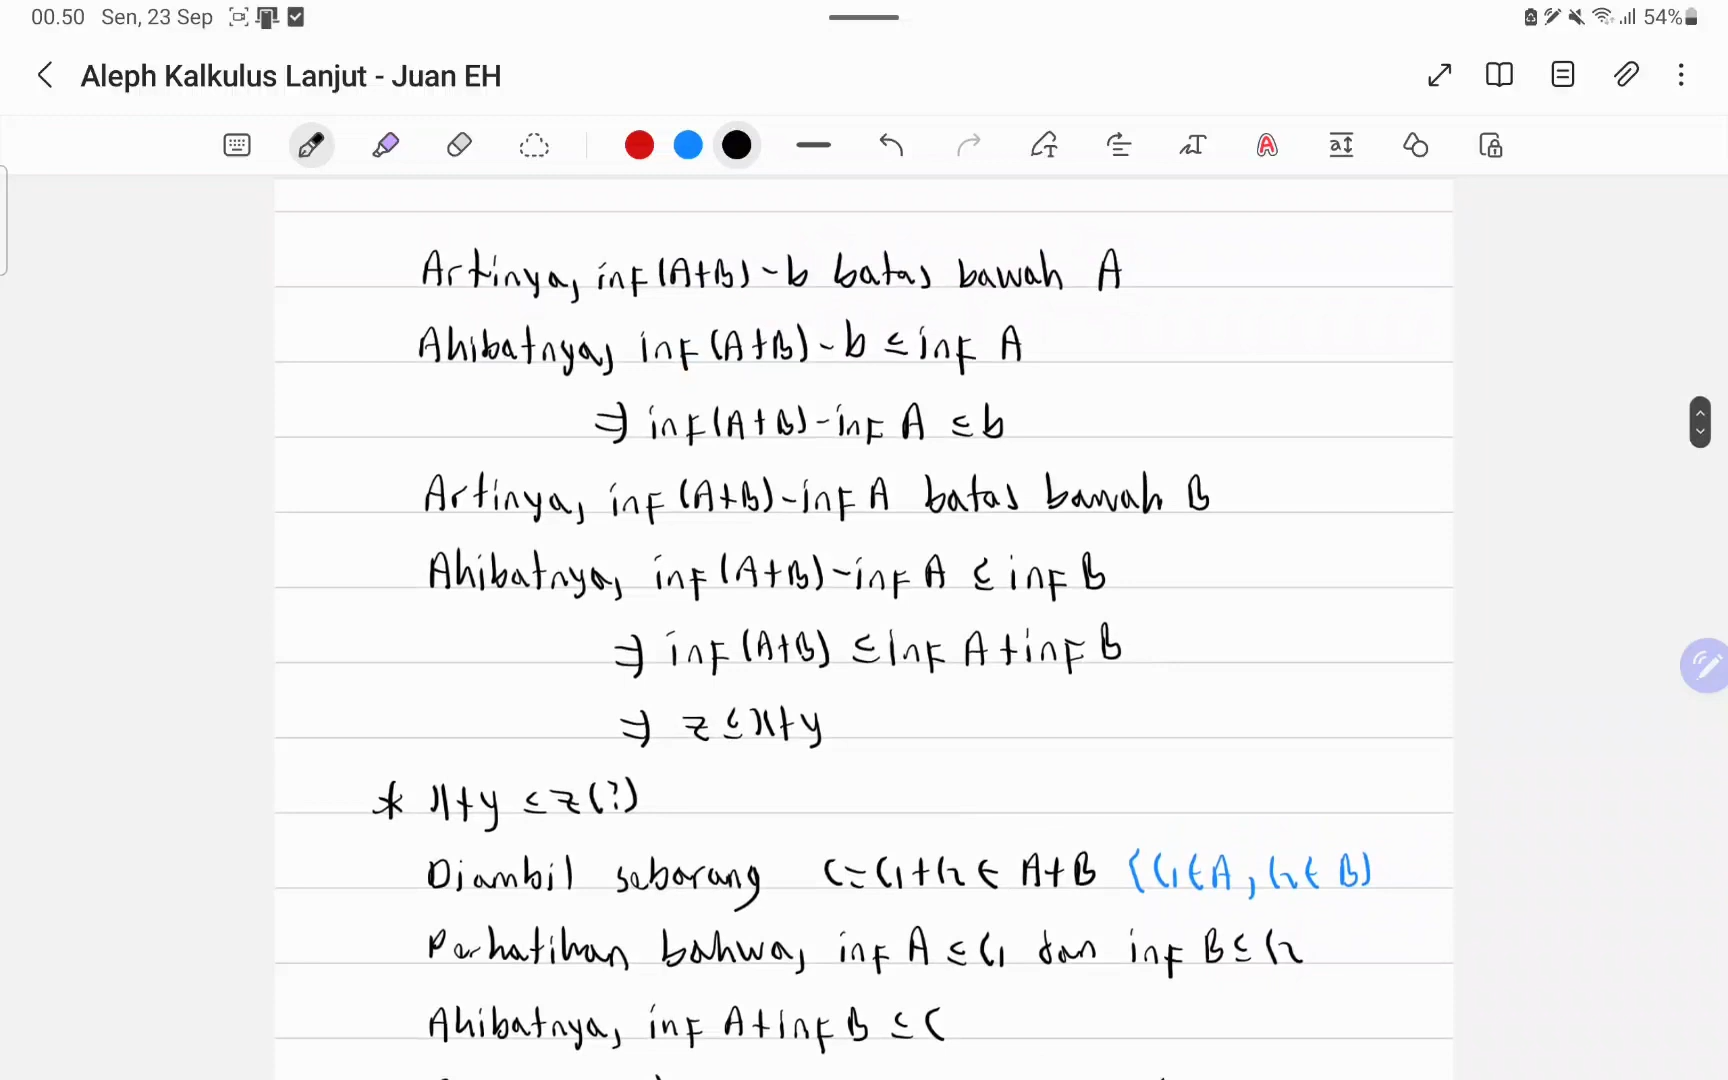 00.50 Sen, 23 Sep
54%
Aleph Kalkulus Lanjut - Juan EH
Artinya, inf(A+B)-b batas bawah A
Akibatnya, inf(A+B)-b ≤ inf A
⇒ inf(A+B)-inf A ≤ b
Artinya, inf(A+B)-inf A batas bawah B
Akibatnya, inf(A+B)-inf A ≤ inf B
⇒ inf(A+B) ≤ inf A + inf B
⇒ z ≤ x+y
* x+y ≤ z(?)
Diambil sebarang c=c₁+c₂ ∈ A+B (c₁∈A, c₂∈B)
Perhatikan bahwa, inf A ≤ c₁ dan inf B ≤ c₂
Akibatnya, inf A + inf B ≤ c